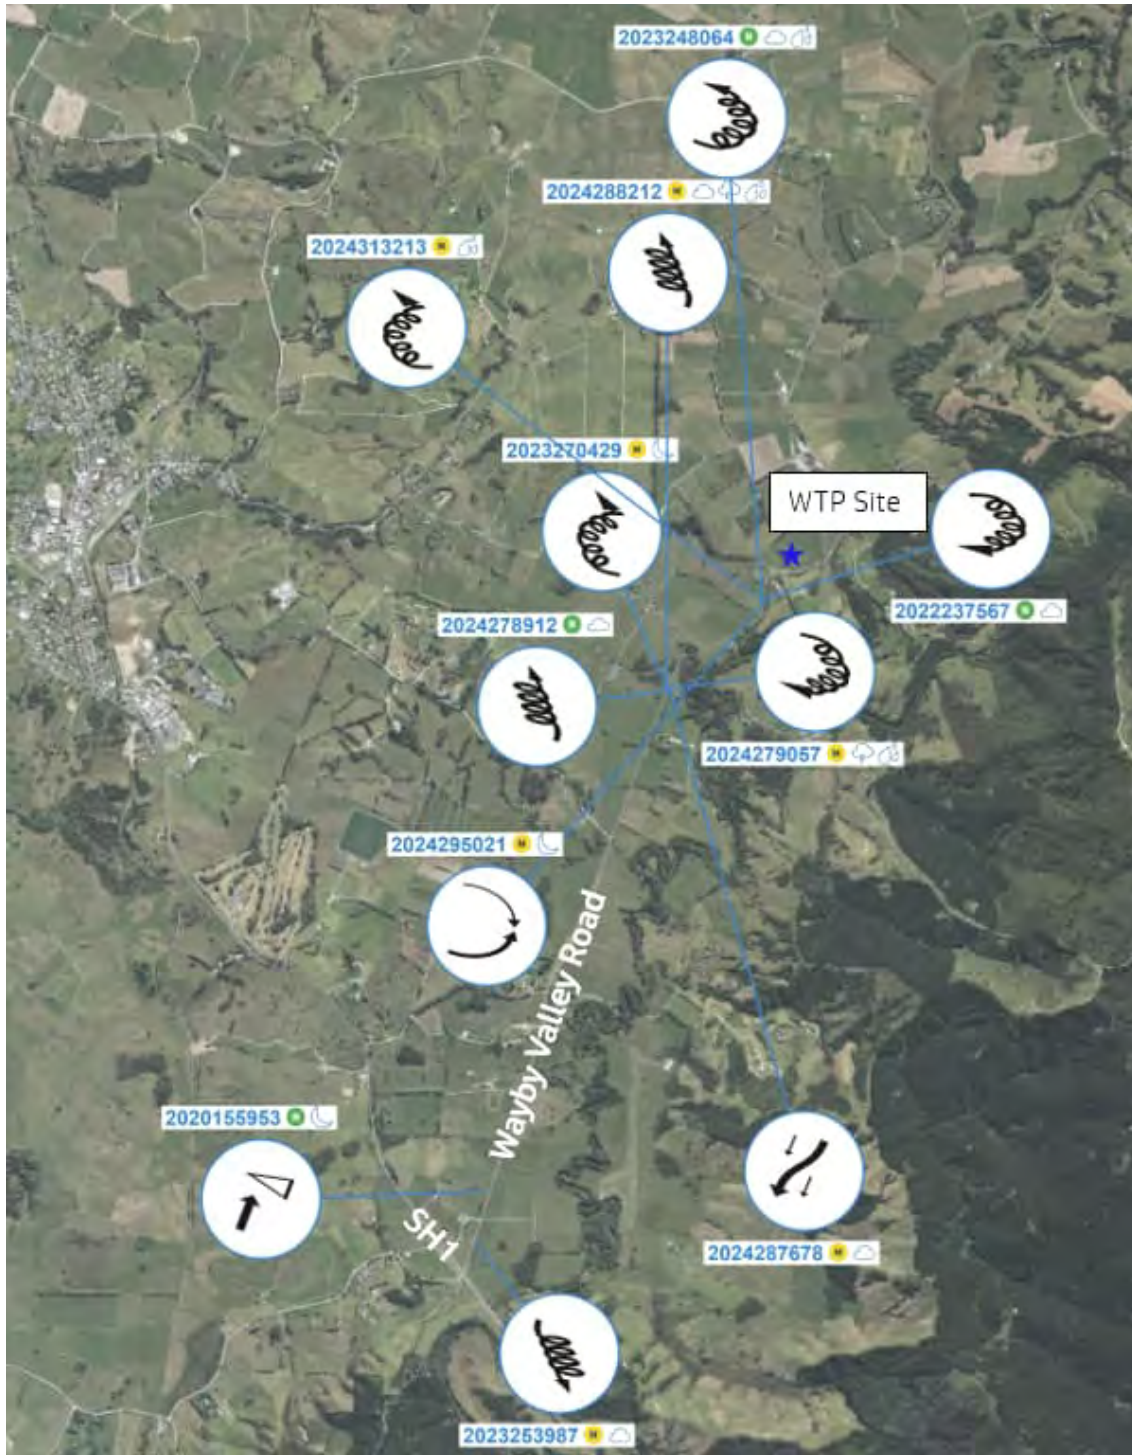 2023248064 N
2024288212 M
2024313213 M
2023270429 M
WTP Site
2024278912 N
2022237567 N
2024279057 M
2024295021 M
Wayby Valley Road
2020155953 N
SH1
2024287678 M
2023253987 M